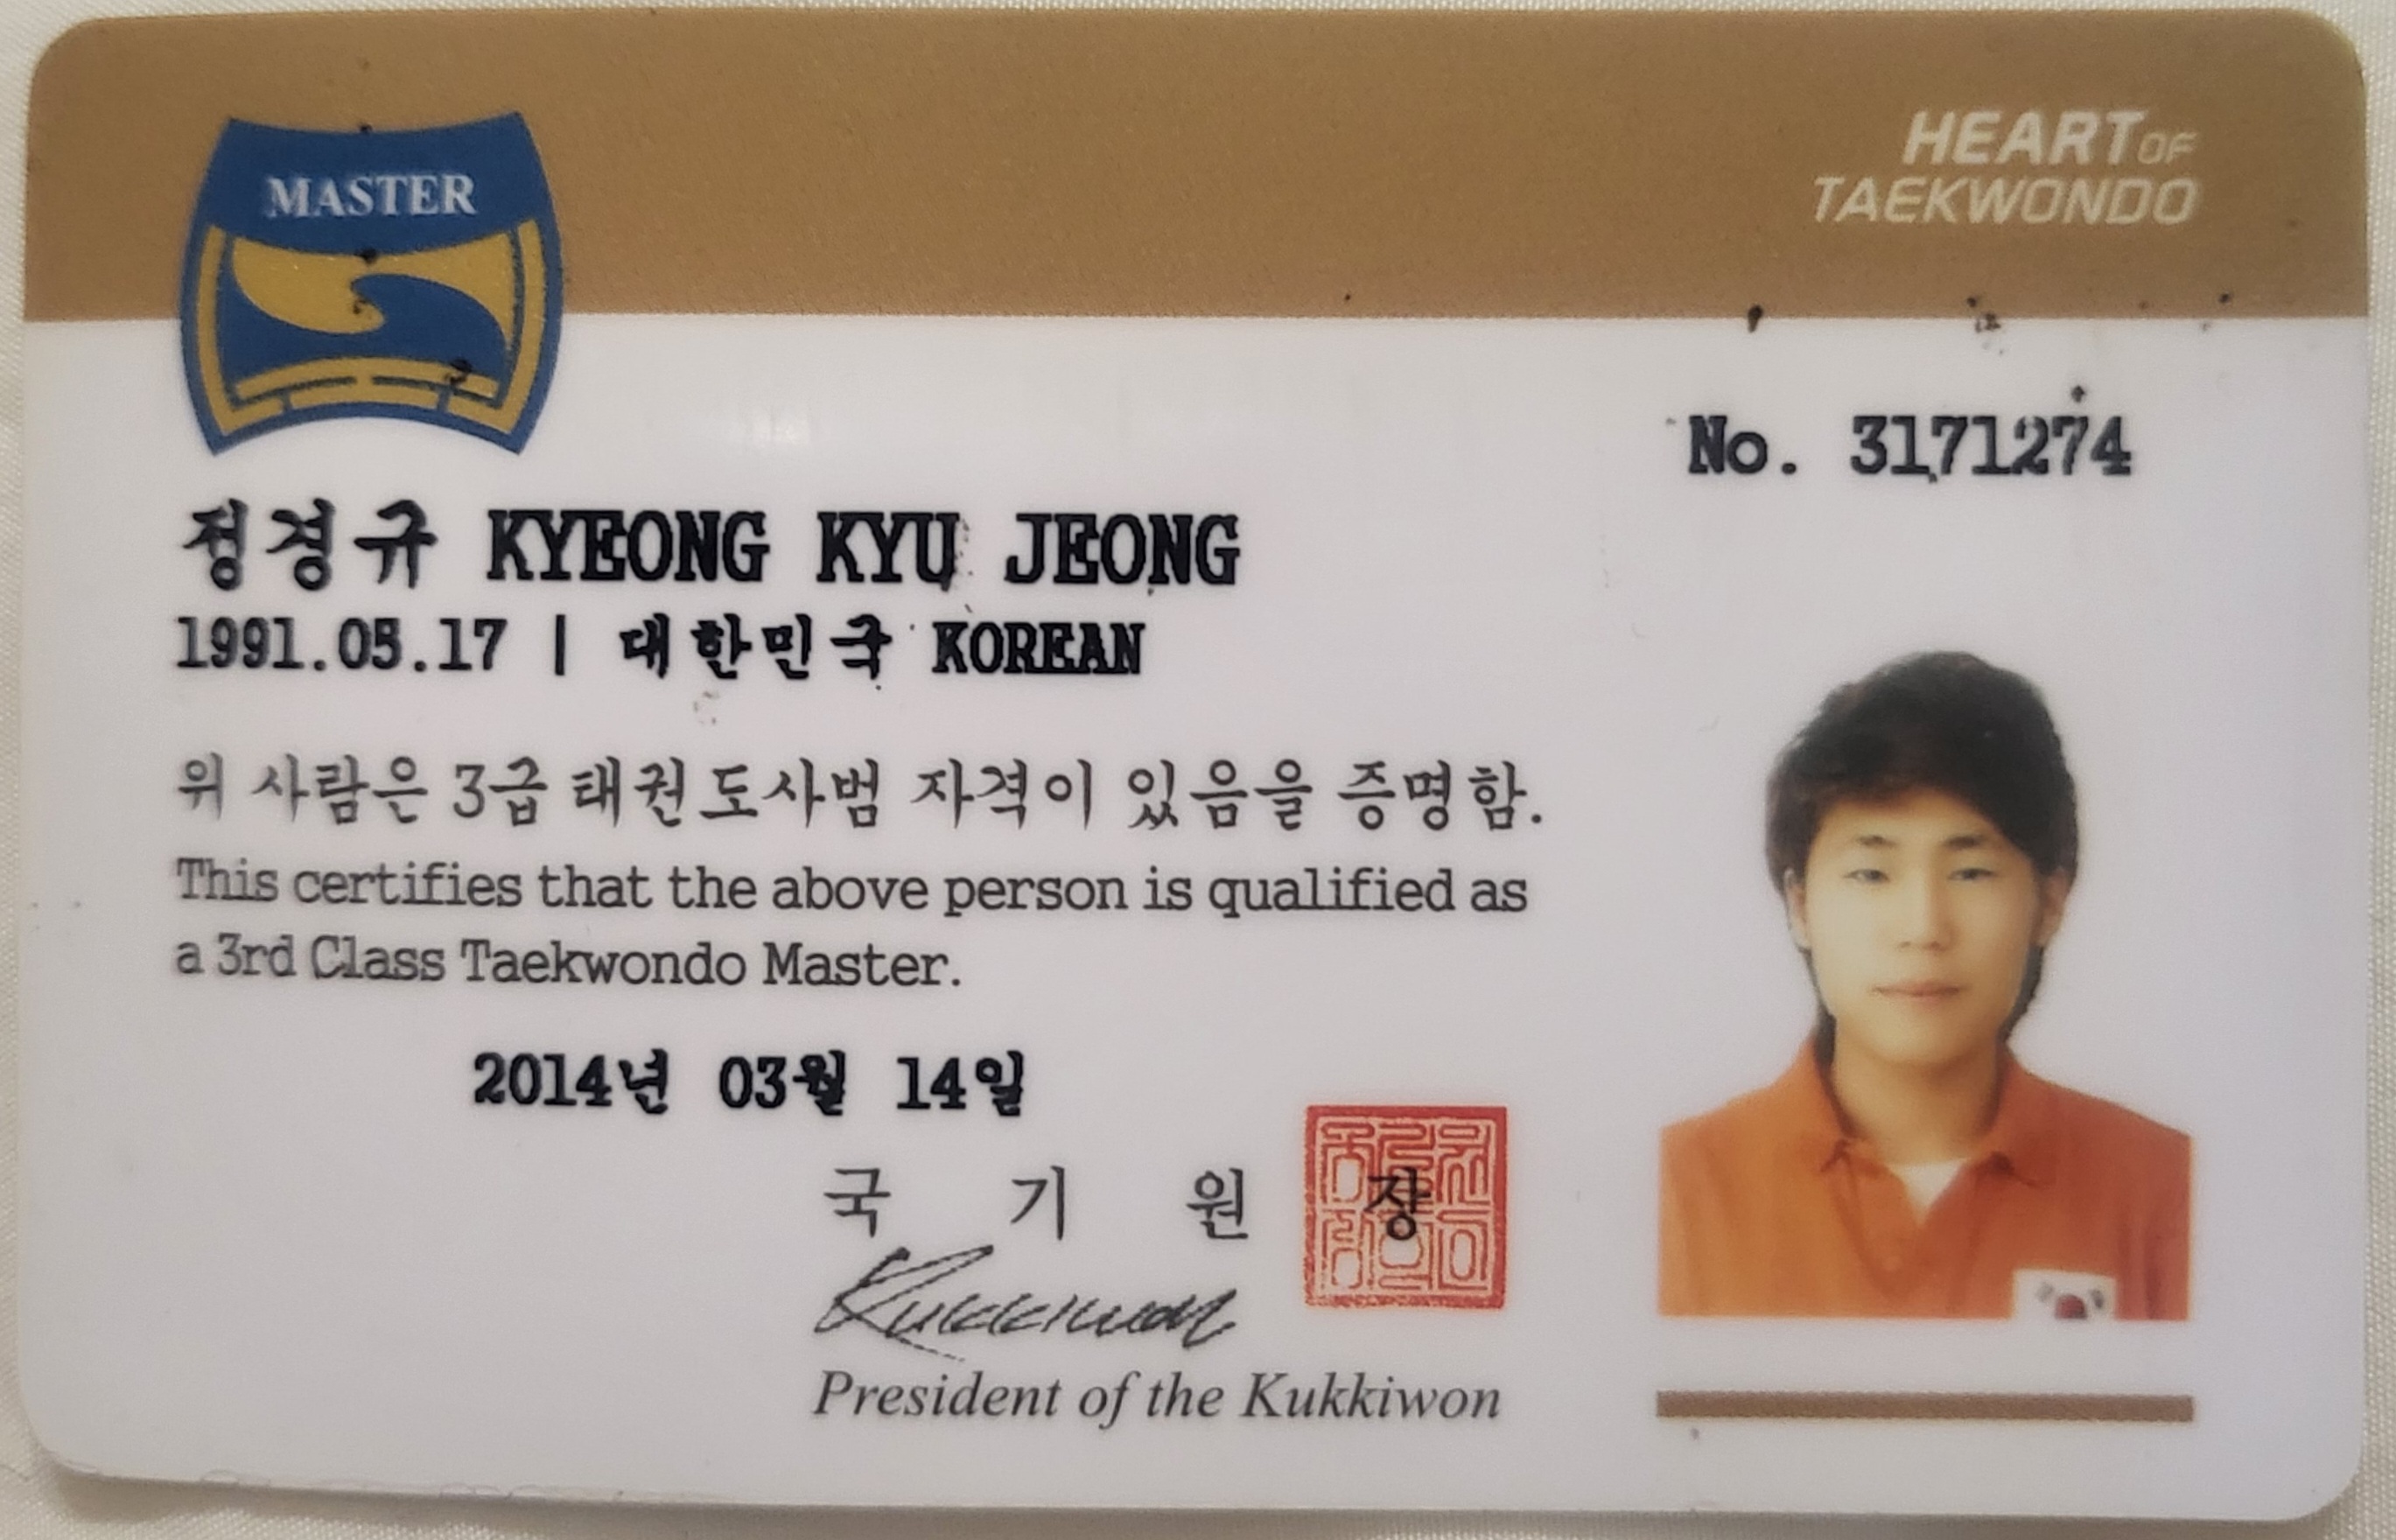 MASTER
HEART OF
TAEKWONDO
No. 3171274
정경규 KYEONG KYU JEONG
1991.05.17 | 대한민국 KOREAN
위 사람은 3급 태권도사범 자격이 있음을 증명함.
This certifies that the above person is qualified as
a 3rd Class Taekwondo Master.
2014년 03월 14일
국 기 원 장
Kukkiwon
President of the Kukkiwon